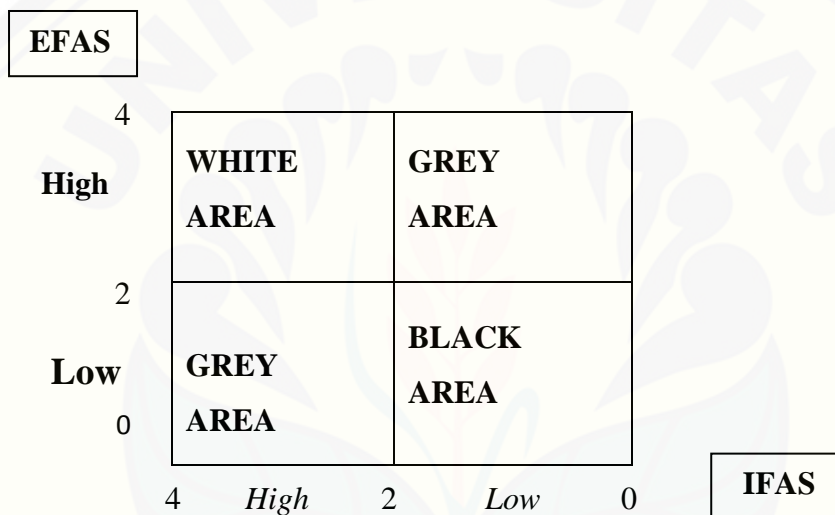 EFAS
4
WHITE GREY
High
AREA AREA
2
BLACK
Low GREY
AREA
0 AREA
4 High 2 Low 0
IFAS
UNIVERSITAS